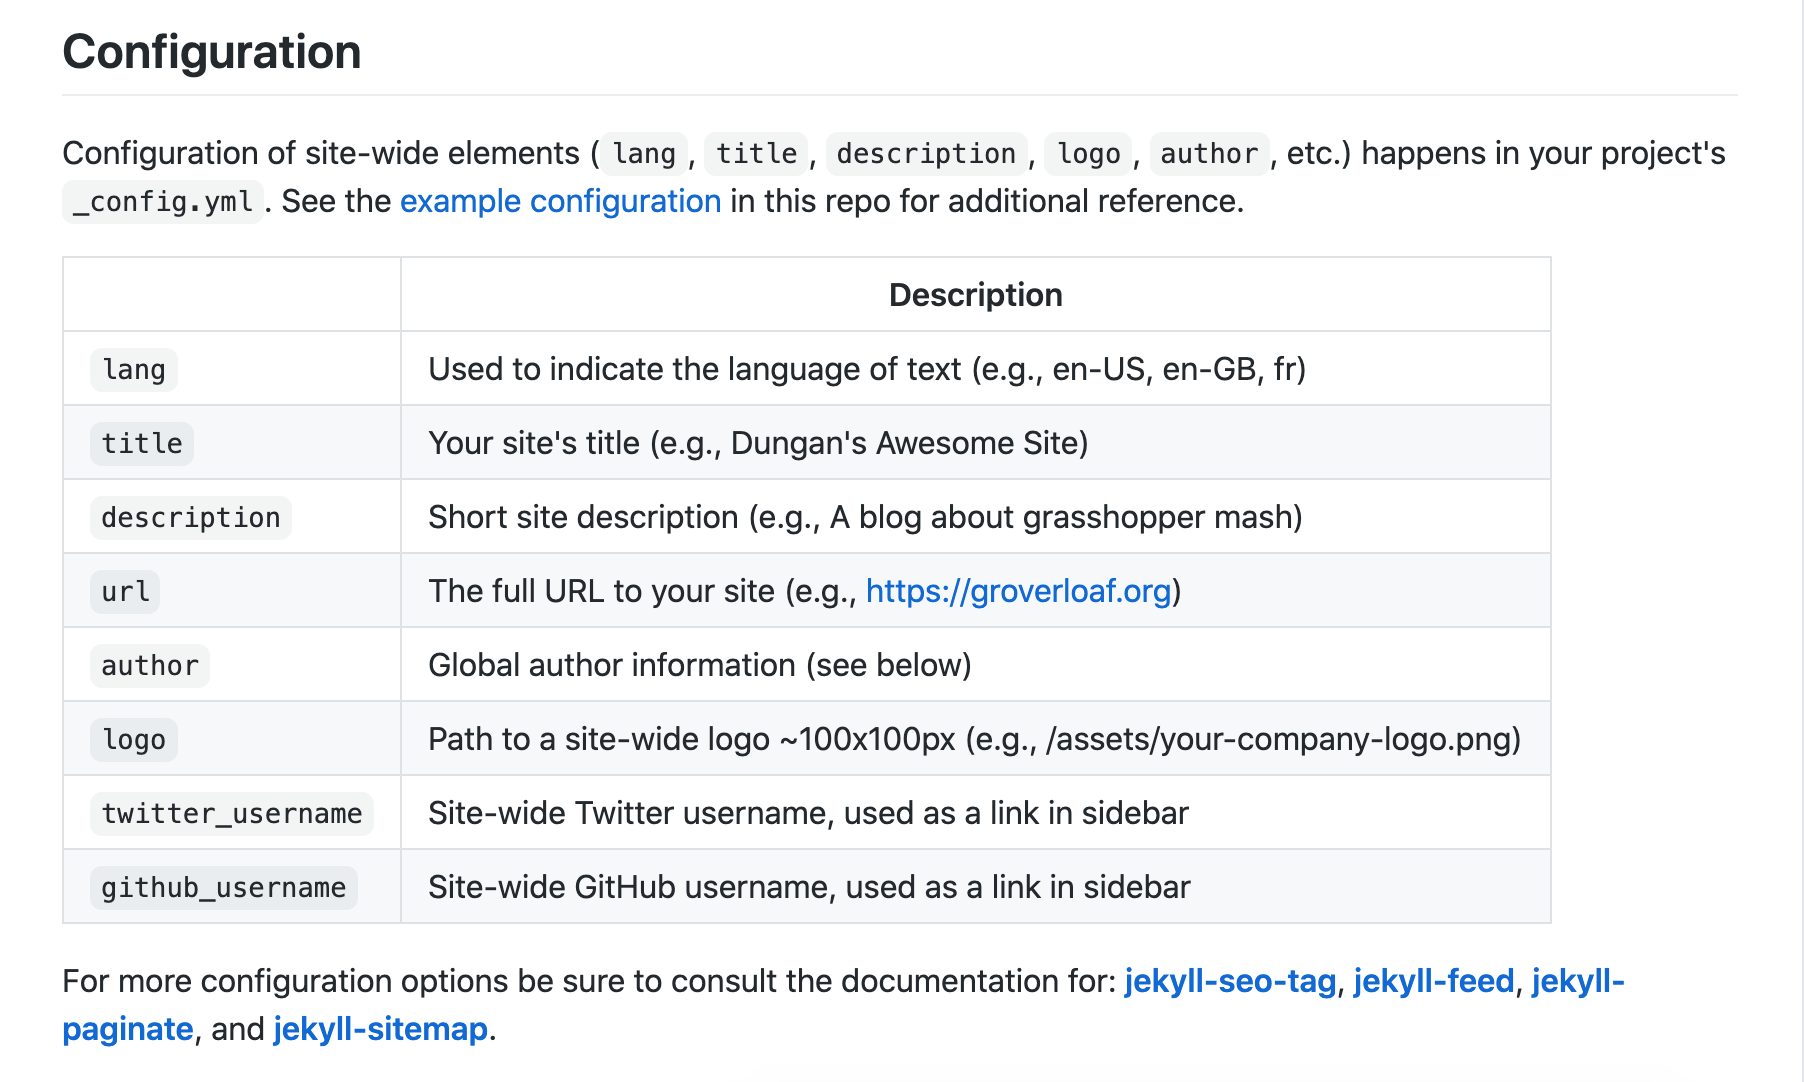 Configuration
Configuration of site-wide elements ( lang , title , description , logo , author , etc.) happens in your project's
_config.yml . See the example configuration in this repo for additional reference.
Description
lang Used to indicate the language of text (e.g., en-US, en-GB, fr)
title Your site's title (e.g., Dungan's Awesome Site)
description Short site description (e.g., A blog about grasshopper mash)
url The full URL to your site (e.g., https://groverloaf.org)
author Global author information (see below)
logo Path to a site-wide logo ~100x100px (e.g., /assets/your-company-logo.png)
twitter_username Site-wide Twitter username, used as a link in sidebar
github_username Site-wide GitHub username, used as a link in sidebar
For more configuration options be sure to consult the documentation for: jekyll-seo-tag, jekyll-feed, jekyll-
paginate, and jekyll-sitemap.